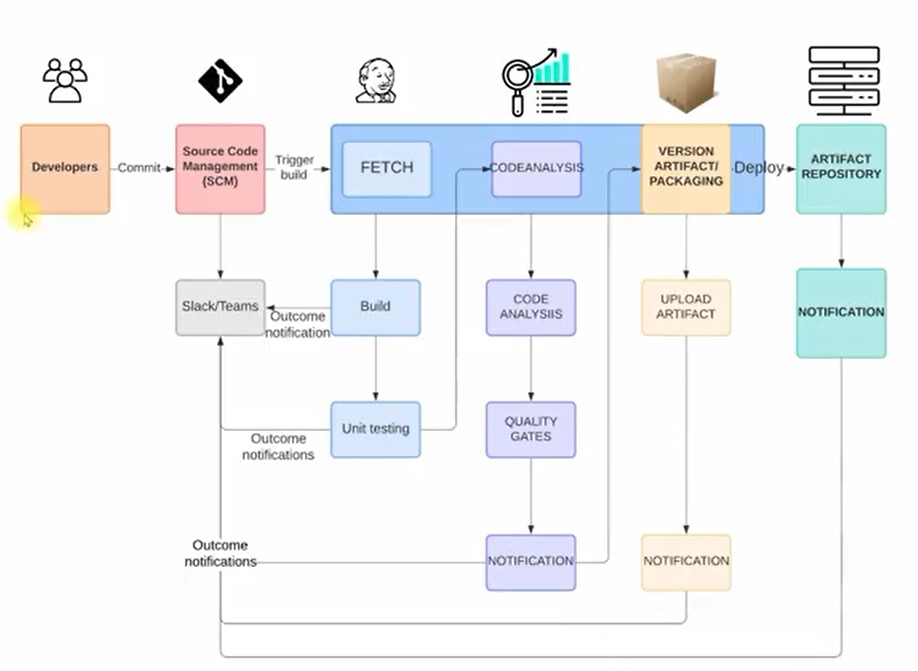 Developers
Commit
Source Code
Management
(SCM)
Trigger
build
FETCH
CODEANALYSIS
VERSION
ARTIFACT/
PACKAGING
Deploy
ARTIFACT
REPOSITORY
Slack/Teams
Outcome
notification
Build
CODE
ANALYSIIS
UPLOAD
ARTIFACT
NOTIFICATION
Outcome
notifications
Unit testing
QUALITY
GATES
Outcome
notifications
NOTIFICATION
NOTIFICATION